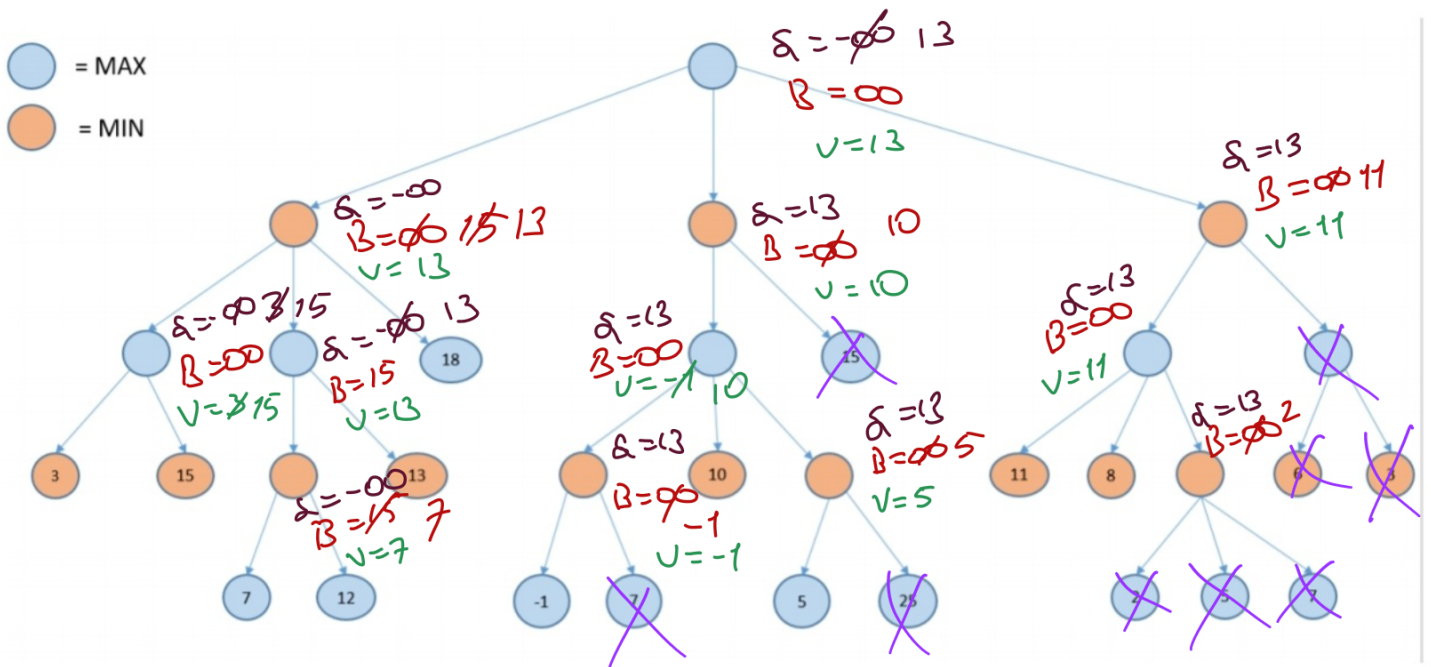 = MAX
= MIN
α = -∞ 13
B = ∞
v = 13
α = -∞
B = ∞ 15 13
v = 13
α = 13
B = ∞ 10
v = 10
α = 13
B = ∞ 11
v = 11
α = -∞ 3 15
B = ∞
v = 3 15
α = -∞ 13
B = 15
v = 13
18
α = 13
B = ∞
v = -1 10
15
α = 13
B = ∞
v = 11
3
15
α = -∞
B = 15 7
v = 7
13
α = 13
B = ∞ -1
v = -1
10
α = 13
B = ∞ 5
v = 5
11
8
α = 13
B = ∞ 2
6
3
7
12
-1
7
5
25
2
5
7